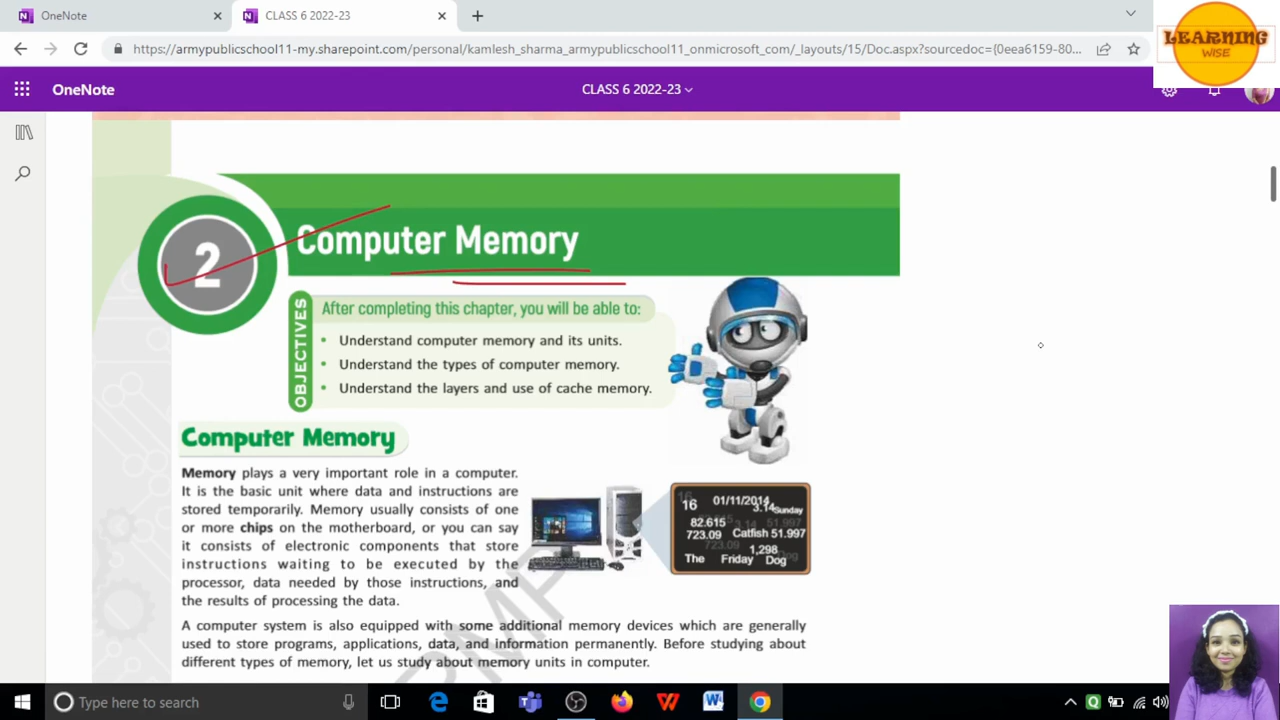 OneNote
CLASS 6 2022-23
https://armypublicschool11-my.sharepoint.com/personal/kamlesh_sharma_armypublicschool11_onmicrosoft_com/_layouts/15/Doc.aspx?sourcedoc={0eea6159-80...
LEARNING
WISE
OneNote
CLASS 6 2022-23
2
Computer Memory
OBJECTIVES
After completing this chapter, you will be able to:
• Understand computer memory and its units.
• Understand the types of computer memory.
• Understand the layers and use of cache memory.
Computer Memory
Memory plays a very important role in a computer.
It is the basic unit where data and instructions are
stored temporarily. Memory usually consists of one
or more chips on the motherboard, or you can say
it consists of electronic components that store
instructions waiting to be executed by the
processor, data needed by those instructions, and
the results of processing the data.
16 01/11/2014
3.14 Sunday
82.615
723.09 Catfish 51.997
1,298
The Friday Dog
A computer system is also equipped with some additional memory devices which are generally
used to store programs, applications, data, and information permanently. Before studying about
different types of memory, let us study about memory units in computer.
Type here to search